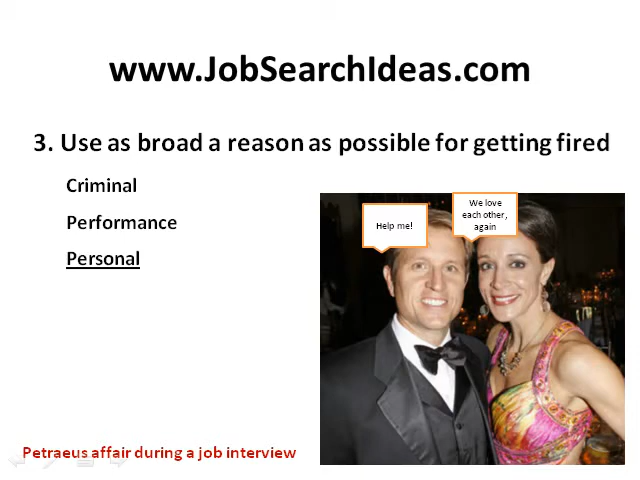 www.JobSearchIdeas.com
3. Use as broad a reason as possible for getting fired
Criminal
Performance
Personal
Help me!
We love
each other,
again
Petraeus affair during a job interview